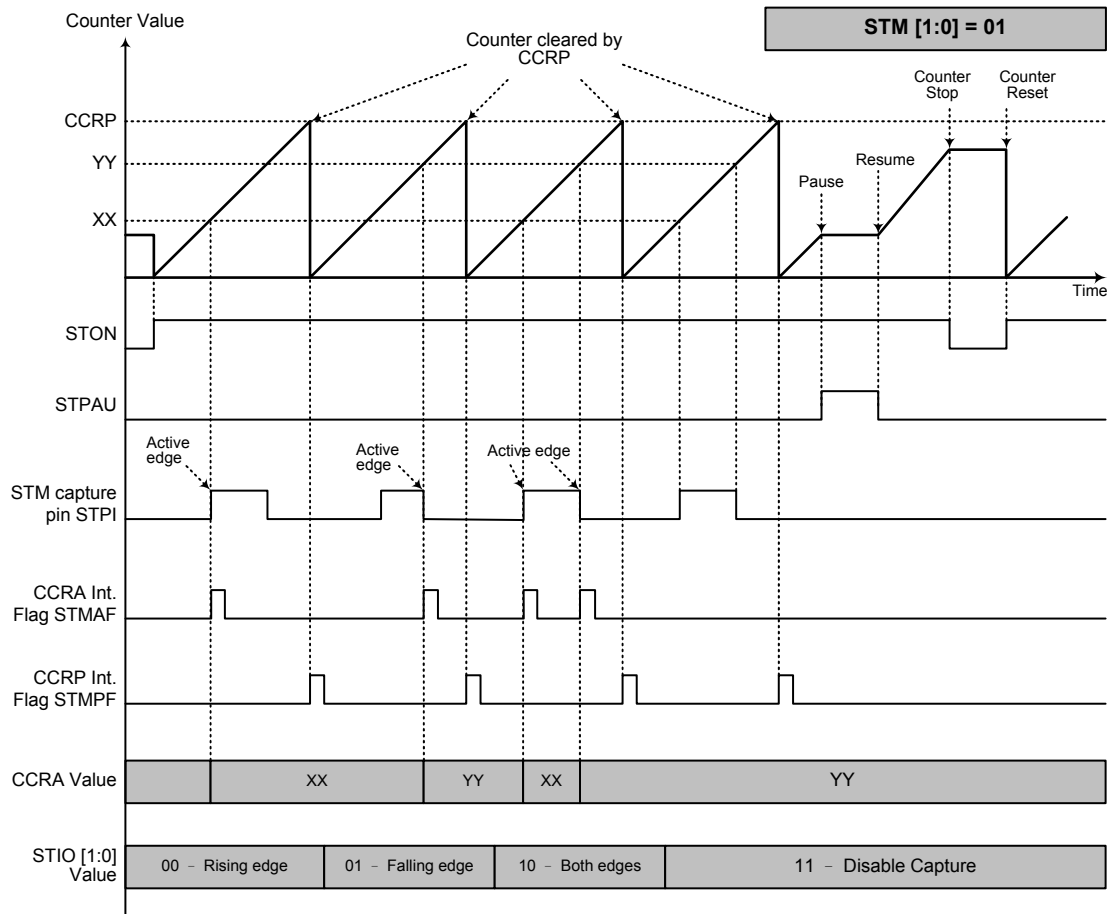 Counter Value
STM [1:0] = 01
Counter cleared by
CCRP
Counter
Stop
Counter
Reset
CCRP
YY
XX
Pause
Resume
Time
STON
STPAU
Active
edge
Active
edge
Active edge
STM capture
pin STPI
CCRA Int.
Flag STMAF
CCRP Int.
Flag STMPF
CCRA Value
XX
YY
XX
YY
STIO [1:0]
Value
00 – Rising edge
01 – Falling edge
10 – Both edges
11 – Disable Capture